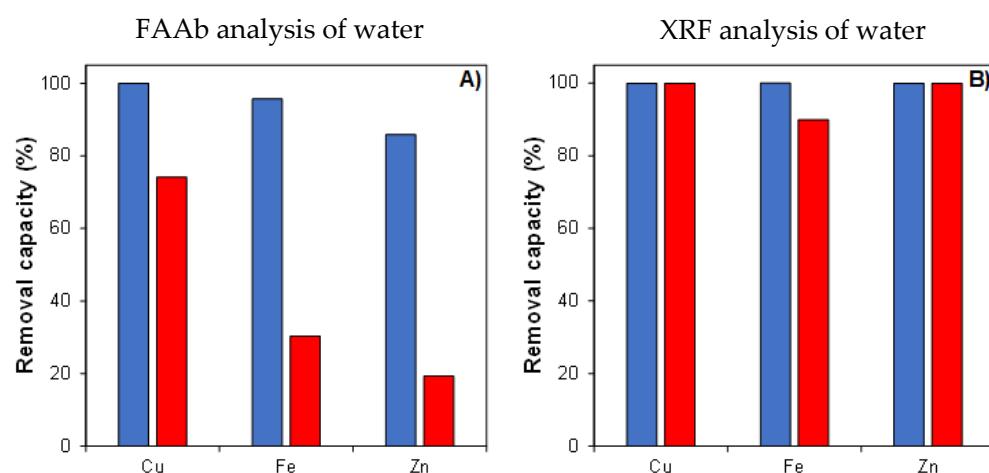 FAAb analysis of water
A)
Removal capacity (%)
100
80
60
40
20
0
Cu Fe Zn
XRF analysis of water
B)
Removal capacity (%)
100
80
60
40
20
0
Cu Fe Zn